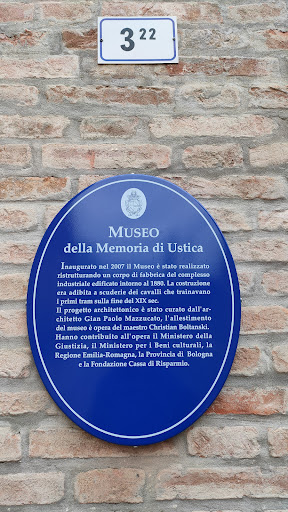 3 22
MUSEO
della Memoria di Ustica
Inaugurato nel 2007 il Museo è stato realizzato
ristrutturando un corpo di fabbrica del complesso
industriale edificato intorno al 1880. La costruzione
era adibita a scuderie dei cavalli che trainavano
i primi tram sulla fine del XIX sec.
Il progetto architettonico è stato curato dall'ar-
chitetto Gian Paolo Mazzucato, l'allestimento
del museo è opera del maestro Christian Boltanski.
Hanno contribuito all'opera il Ministero della
Giustizia, il Ministero per i Beni culturali, la
Regione Emilia-Romagna, la Provincia di Bologna
e la Fondazione Cassa di Risparmio.